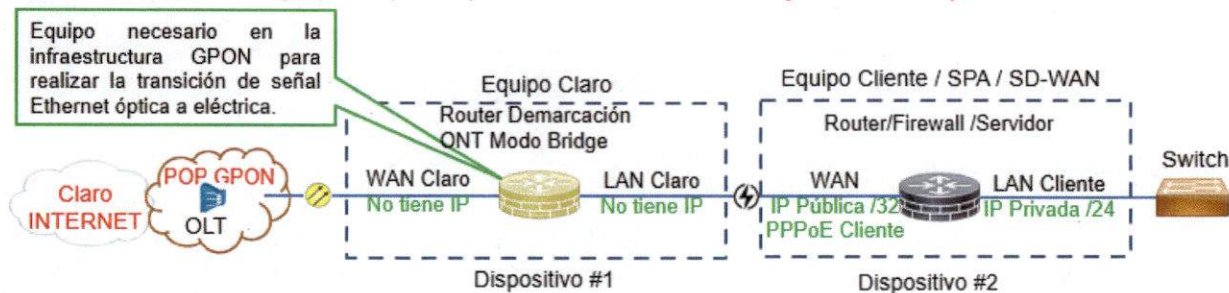 Equipo necesario en la
infraestructura GPON para
realizar la transición de señal
Ethernet óptica a eléctrica.
Equipo Claro
Router Demarcación
ONT Modo Bridge
Equipo Cliente / SPA / SD-WAN
Router/Firewall /Servidor
Claro
INTERNET
POP GPON
OLT
WAN Claro
No tiene IP
LAN Claro
No tiene IP
WAN
IP Pública /32
PPPoE Cliente
LAN Cliente
IP Privada /24
Switch
Dispositivo #1
Dispositivo #2